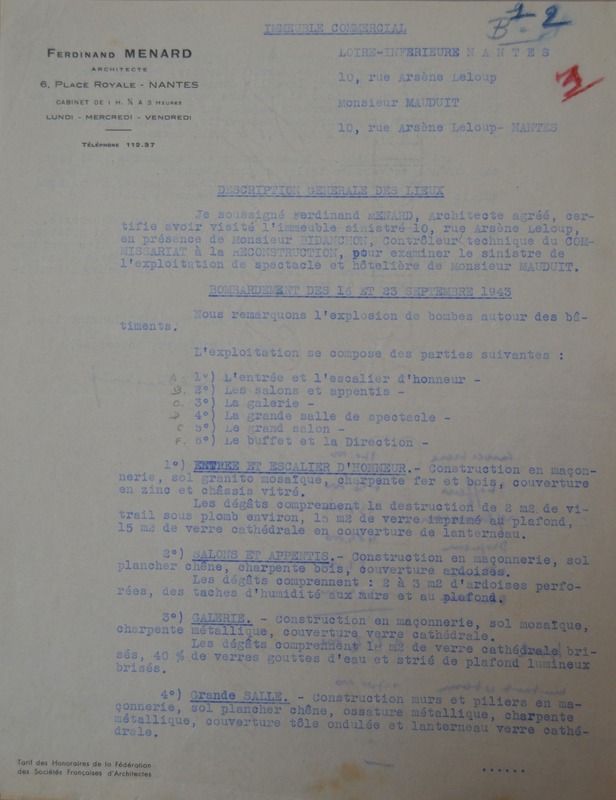 IMMEUBLE COMMERCIAL
B - 12
2
FERDINAND MENARD
ARCHITECTE
6, PLACE ROYALE - NANTES
CABINET DE 1 H. ½ A 3 HEURES
LUNDI - MERCREDI - VENDREDI
TÉLÉPHONE 112.37
LOIRE-INFERIEURE N A N T E S
10, rue Arsène Leloup
Monsieur MAUDUIT
10, rue Arsène Leloup- NANTES
DESCRIPTION GENERALE DES LIEUX
Je soussigné Ferdinand MENARD, Architecte agréé, cer-
tifie avoir visité l'immeuble sinistré 10, rue Arsène Leloup,
en présence de Monsieur BIDANCHON, Contrôleur technique du COM-
MISSARIAT à la RECONSTRUCTION, pour examiner le sinistre de
l'exploitation de spectacle et hôtelière de Monsieur MAUDUIT.
BOMBARDEMENT DES 16 ET 23 SEPTEMBRE 1943
Nous remarquons l'explosion de bombes autour des bâ-
timents.
L'exploitation se compose des parties suivantes :
A. 1°) L'entrée et l'escalier d'honneur -
B. 2°) Les salons et appentis -
C. 3°) La galerie -
D 4°) La grande salle de spectacle -
5°) Le grand salon -
F. 6°) Le buffet et la Direction -
1°) ENTREE ET ESCALIER D'HONNEUR.- Construction en maçon-
nerie, sol granito mosaïque, charpente fer et bois, couverture
en zinc et châssis vitré.
Les dégâts comprennent la destruction de 2 m2 de vi-
trail sous plomb environ, 15 m2 de verre imprimé au plafond,
15 m2 de verre cathédrale en couverture de lanterneau.
2°) SALONS ET APPENTIS.- Construction en maçonnerie, sol
plancher chêne, charpente bois, couverture ardoises.
Les dégâts comprennent : 2 à 3 m2 d'ardoises perfo-
rées, des taches d'humidité aux murs et au plafond.
3°) GALERIE. - Construction en maçonnerie, sol mosaïque,
charpente métallique, couverture verre cathédrale.
Les dégâts comprennent m2 de verre cathédrale bri-
sés, 40 % de verres gouttes d'eau et strié de plafond lumineux
brisés.
4°) Grande SALLE. - Construction murs et piliers en ma-
çonnerie, sol plancher chêne, ossature métallique, charpente
métallique, couverture tôle ondulée et lanterneau verre cathé-
drale.
Tarif des Honoraires de la Fédération
des Sociétés Françaises d'Architectes
......